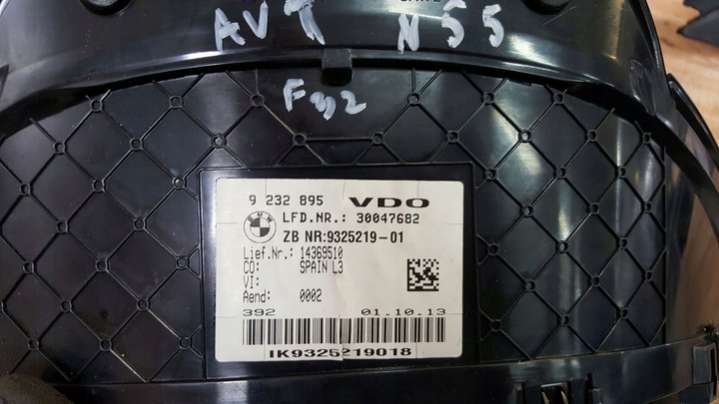 AVT N55
F32
9 232 895 VDO
LFD.NR.: 30047682
ZB NR:9325219-01
Lief.Nr.: 14369510
CO: SPAIN L3
VI:
Aend: 0002
392 01.10.13
IK9325219018